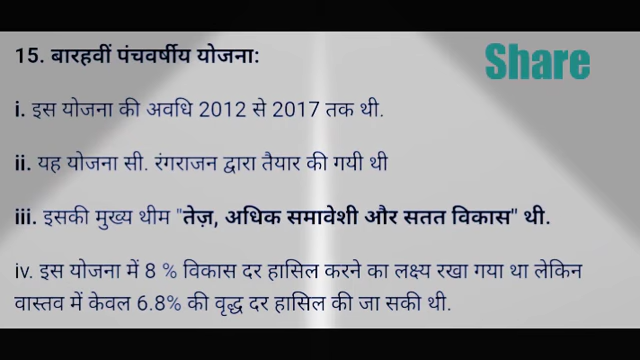 15. बारहवीं पंचवर्षीय योजना:
Share
i. इस योजना की अवधि 2012 से 2017 तक थी.
ii. यह योजना सी. रंगराजन द्वारा तैयार की गयी थी
iii. इसकी मुख्य थीम "तेज़, अधिक समावेशी और सतत विकास" थी.
iv. इस योजना में 8 % विकास दर हासिल करने का लक्ष्य रखा गया था लेकिन
वास्तव में केवल 6.8% की वृद्ध दर हासिल की जा सकी थी.